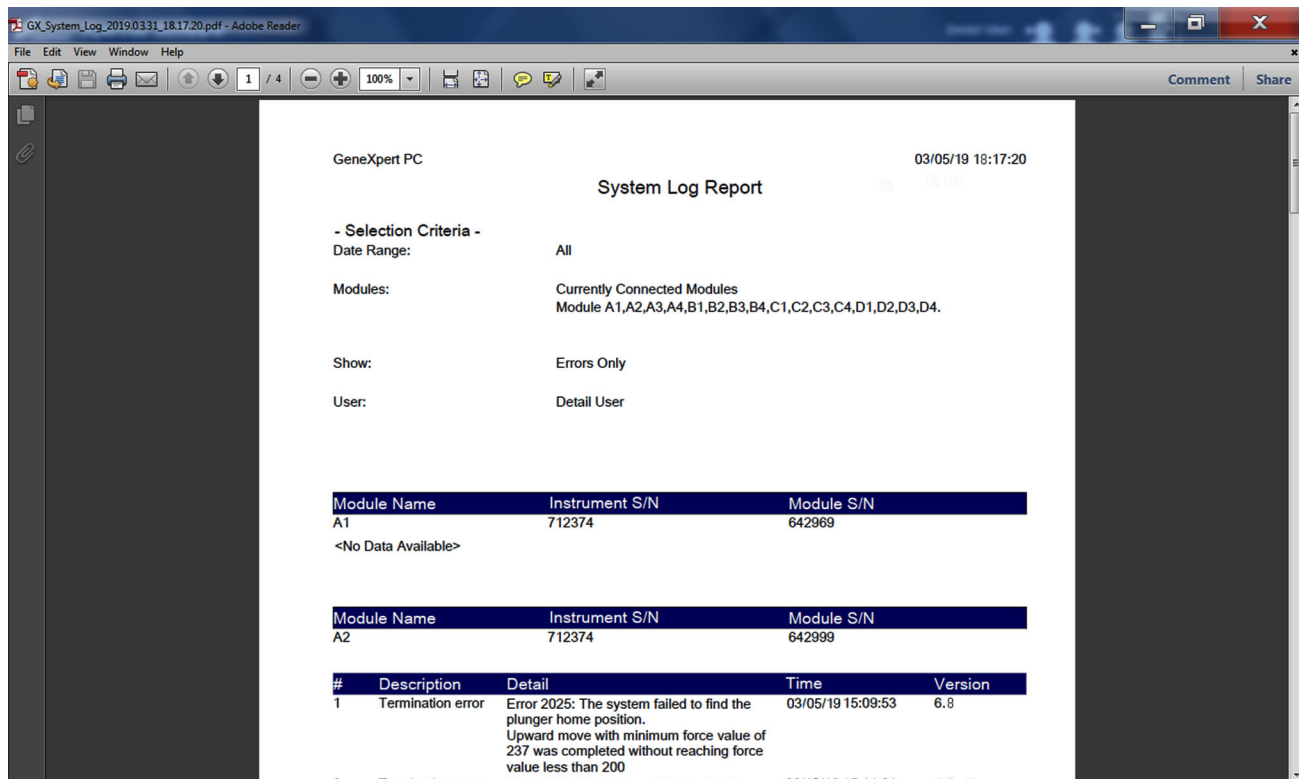 GX_System_Log_2019.03.31_18.17.20.pdf - Adobe Reader
File Edit View Window Help
1 / 4 100% Comment Share
GeneXpert PC 03/05/19 18:17:20
System Log Report
- Selection Criteria -
Date Range: All
Modules: Currently Connected Modules
Module A1,A2,A3,A4,B1,B2,B3,B4,C1,C2,C3,C4,D1,D2,D3,D4.
Show: Errors Only
User: Detail User
Module Name Instrument S/N Module S/N
A1 712374 642969
<No Data Available>
Module Name Instrument S/N Module S/N
A2 712374 642999
# Description Detail Time Version
1 Termination error Error 2025: The system failed to find the 03/05/19 15:09:53 6.8
plunger home position.
Upward move with minimum force value of
237 was completed without reaching force
value less than 200